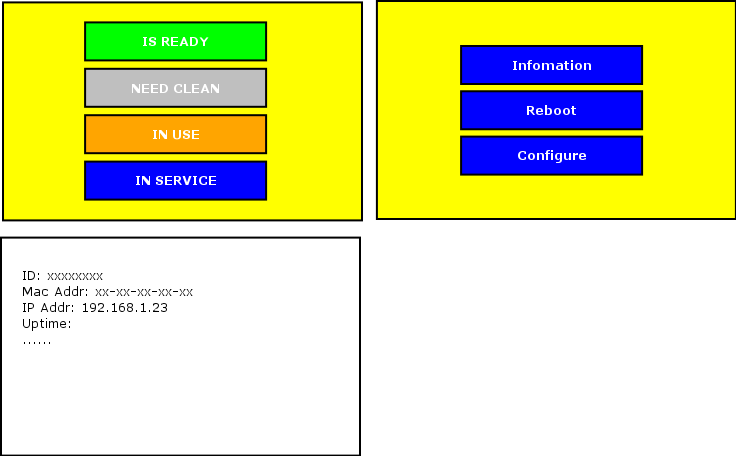 IS READY
NEED CLEAN
IN USE
IN SERVICE
Infomation
Reboot
Configure
ID: xxxxxxxx
Mac Addr: xx-xx-xx-xx-xx
IP Addr: 192.168.1.23
Uptime:
......